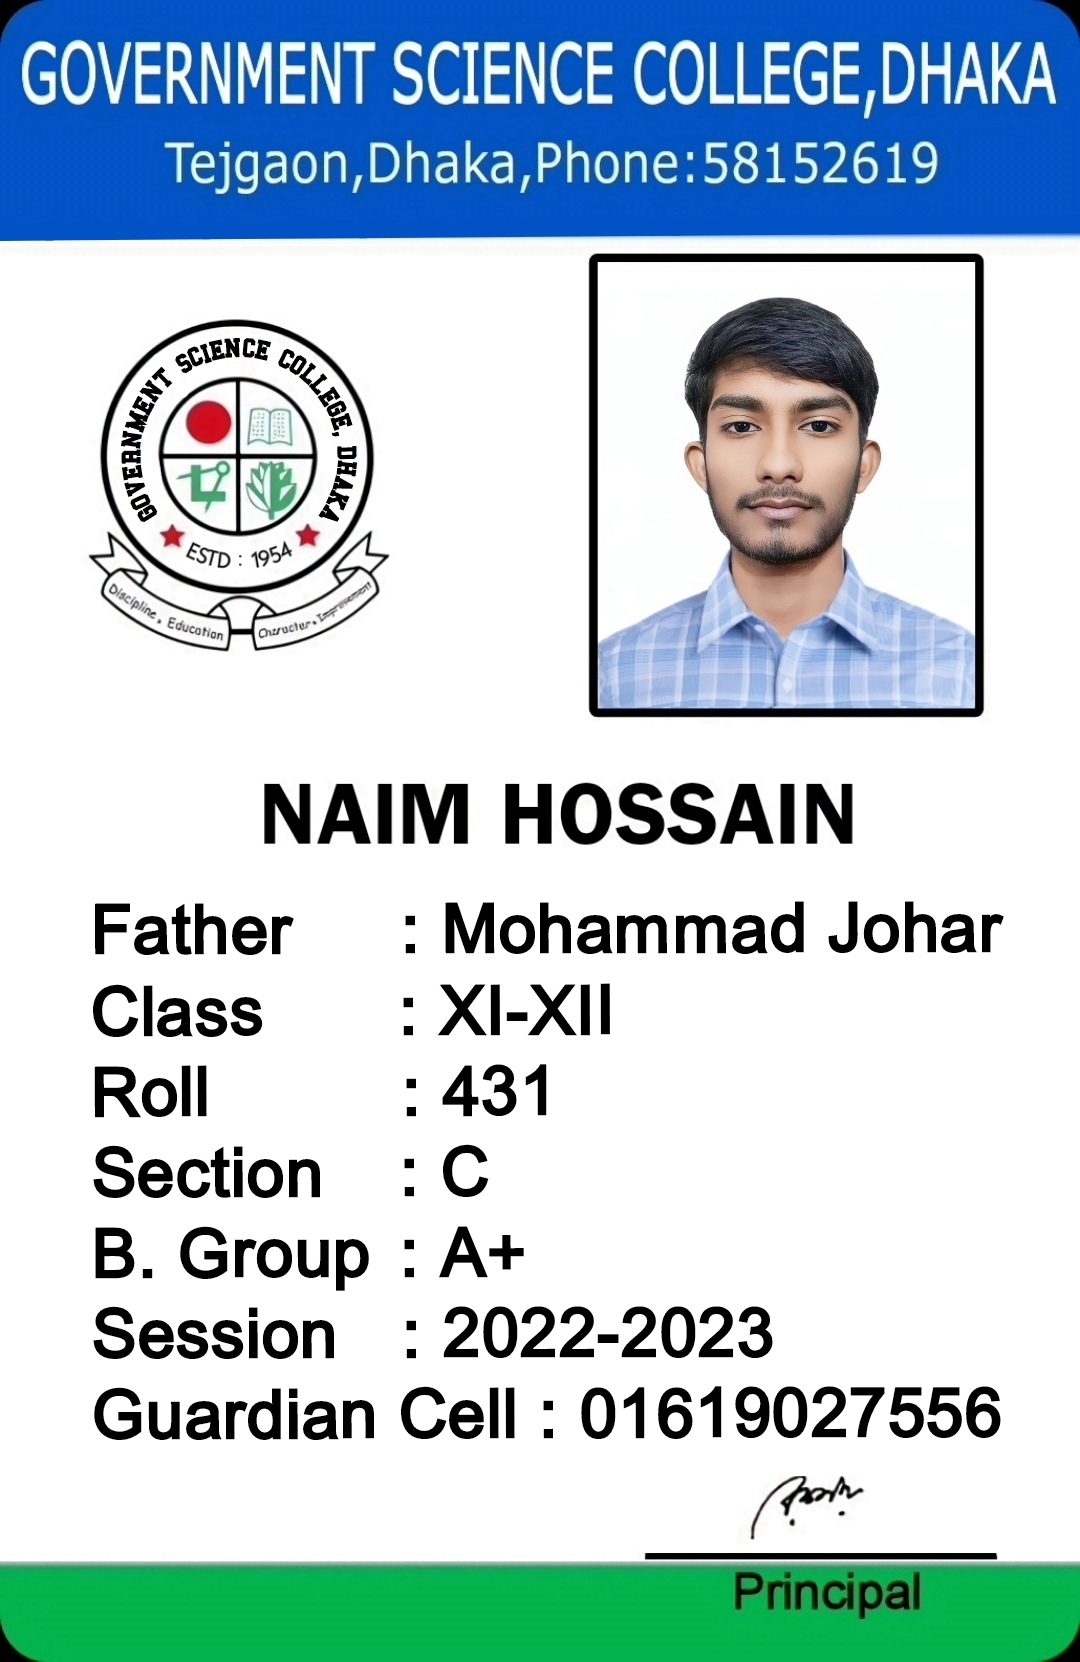 GOVERNMENT SCIENCE COLLEGE,DHAKA
Tejgaon,Dhaka,Phone:58152619
GOVERNMENT SCIENCE COLLEGE, DHAKA
ESTD : 1954
Discipline, Education
Character, Improvement
NAIM HOSSAIN
Father : Mohammad Johar
Class : XI-XII
Roll : 431
Section : C
B. Group : A+
Session : 2022-2023
Guardian Cell : 01619027556
Principal